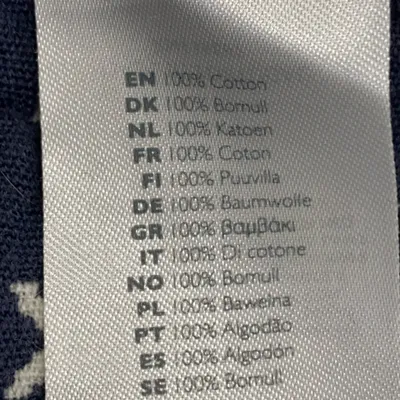 EN 100% Cotton
DK 100% Bomull
NL 100% Katoen
FR 100% Coton
FI 100% Puuvilla
DE 100% Baumwolle
GR 100% βαμβάκι
IT 100% Di cotone
NO 100% Bomull
PL 100% Bawełna
PT 100% Algodão
ES 100% Algodón
SE 100% Bomull